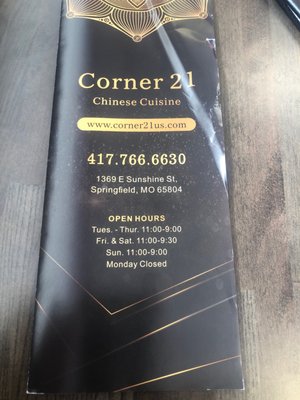 Corner 21
Chinese Cuisine
www.corner21us.com
417.766.6630
1369 E Sunshine St,
Springfield, MO 65804
OPEN HOURS
Tues. - Thur. 11:00-9:00
Fri. & Sat. 11:00-9:30
Sun. 11:00-9:00
Monday Closed